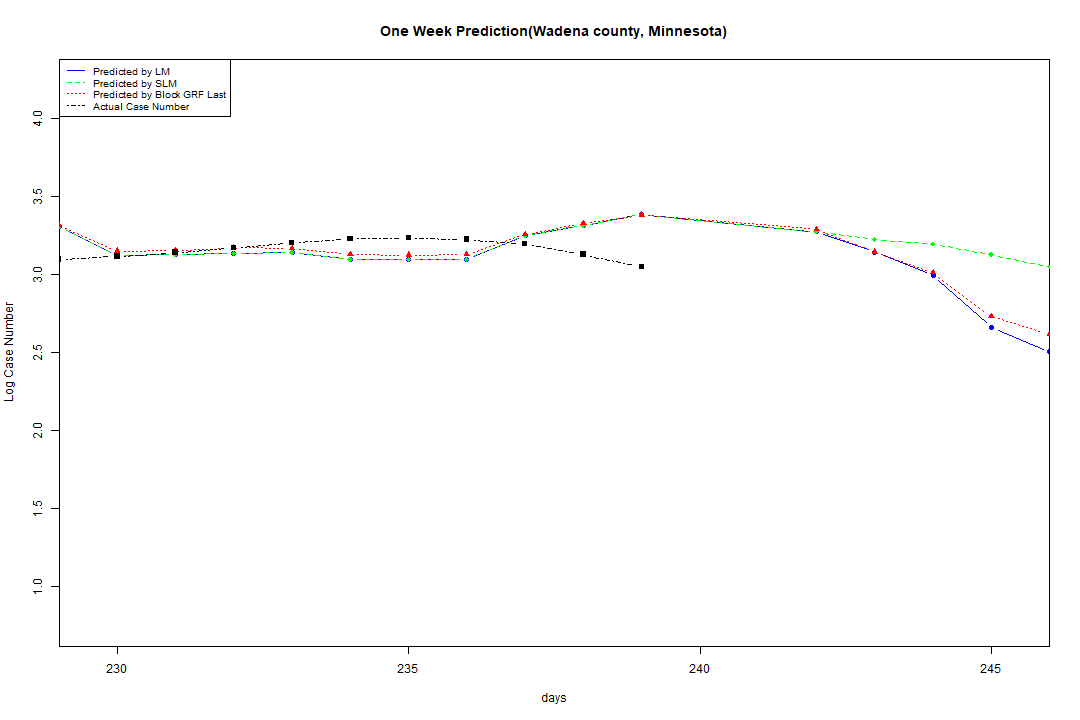 One Week Prediction(Wadena county, Minnesota)
Predicted by LM
Predicted by SLM
Predicted by Block GRF Last
Actual Case Number
4.0
3.5
3.0
2.5
2.0
1.5
1.0
Log Case Number
230 235 240 245
days